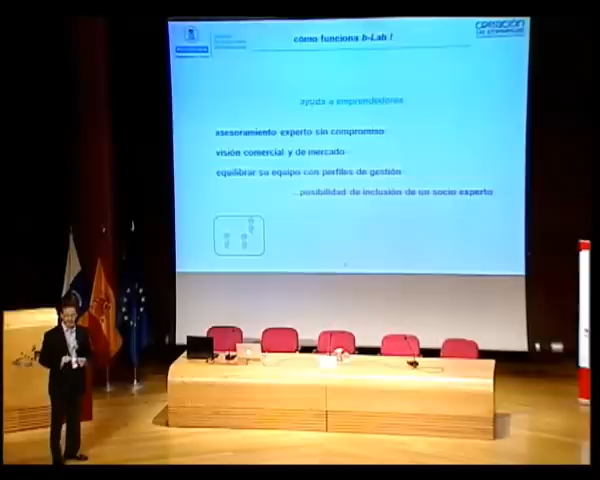 cómo funciona b-Lab !
creación
ayuda a emprendedores
asesoramiento experto sin compromiso
visión comercial y de mercado
equilibrar su equipo con perfiles de gestión
...posibilidad de inclusión de un socio experto